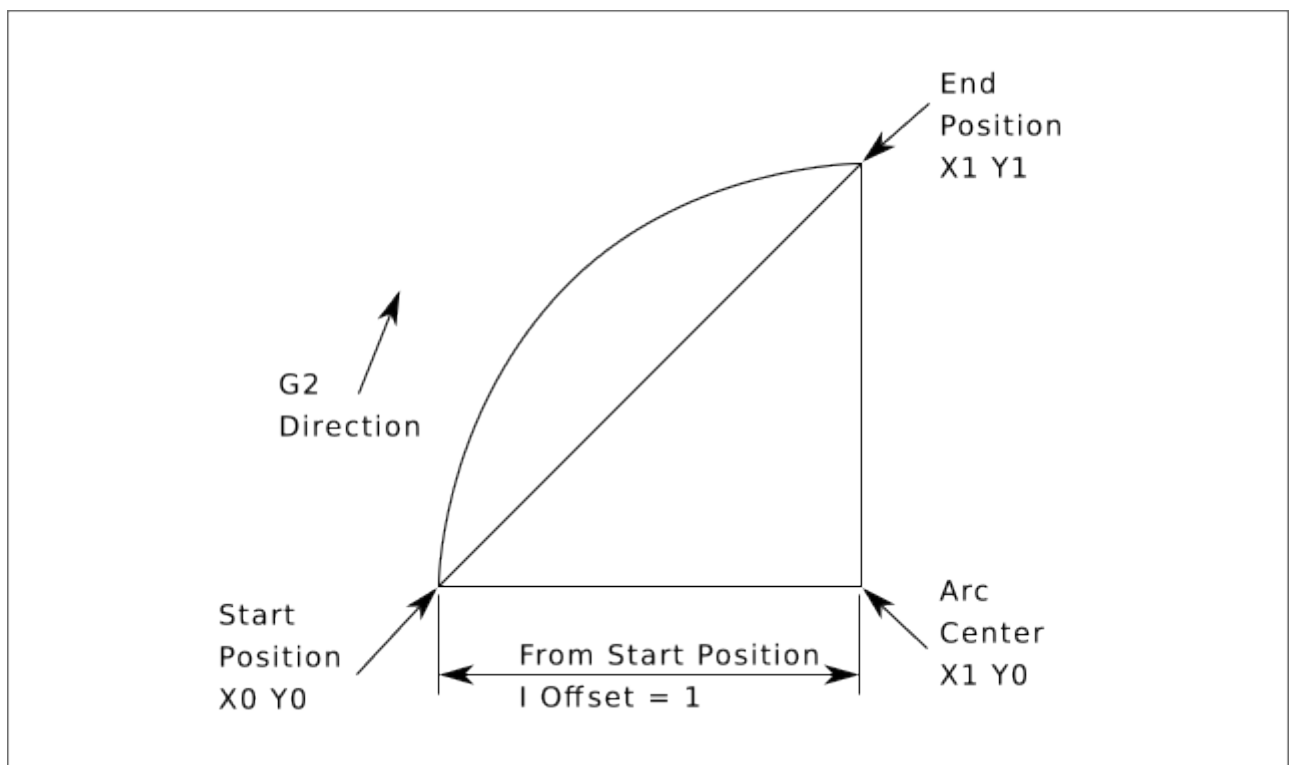 End
Position
X1 Y1
G2
Direction
Start
Position
X0 Y0
From Start Position
I Offset = 1
Arc
Center
X1 Y0